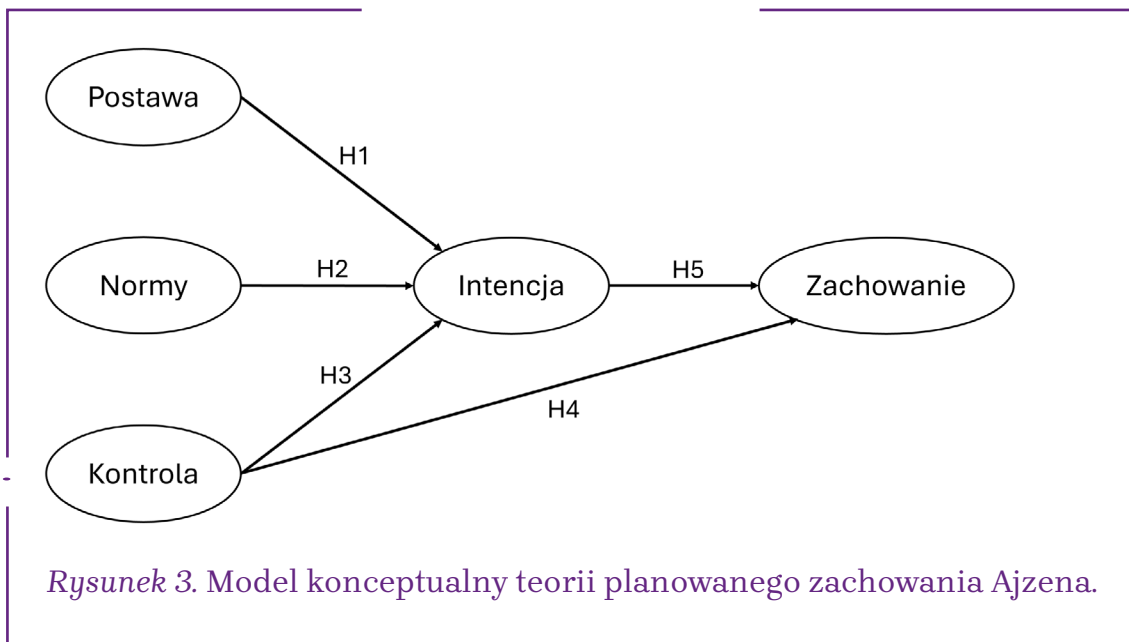 Postawa
H1
Normy
H2
Intencja
H5
Zachowanie
H3
H4
Kontrola
Rysunek 3. Model konceptualny teorii planowanego zachowania Ajzena.